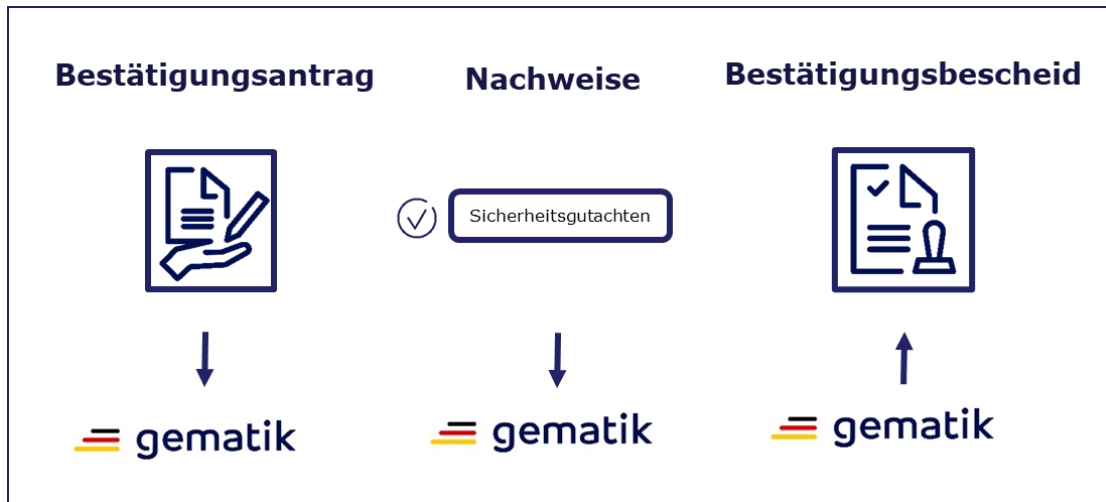 Bestätigungsantrag
Nachweise
Bestätigungsbescheid
Sicherheitsgutachten
gematik
gematik
gematik